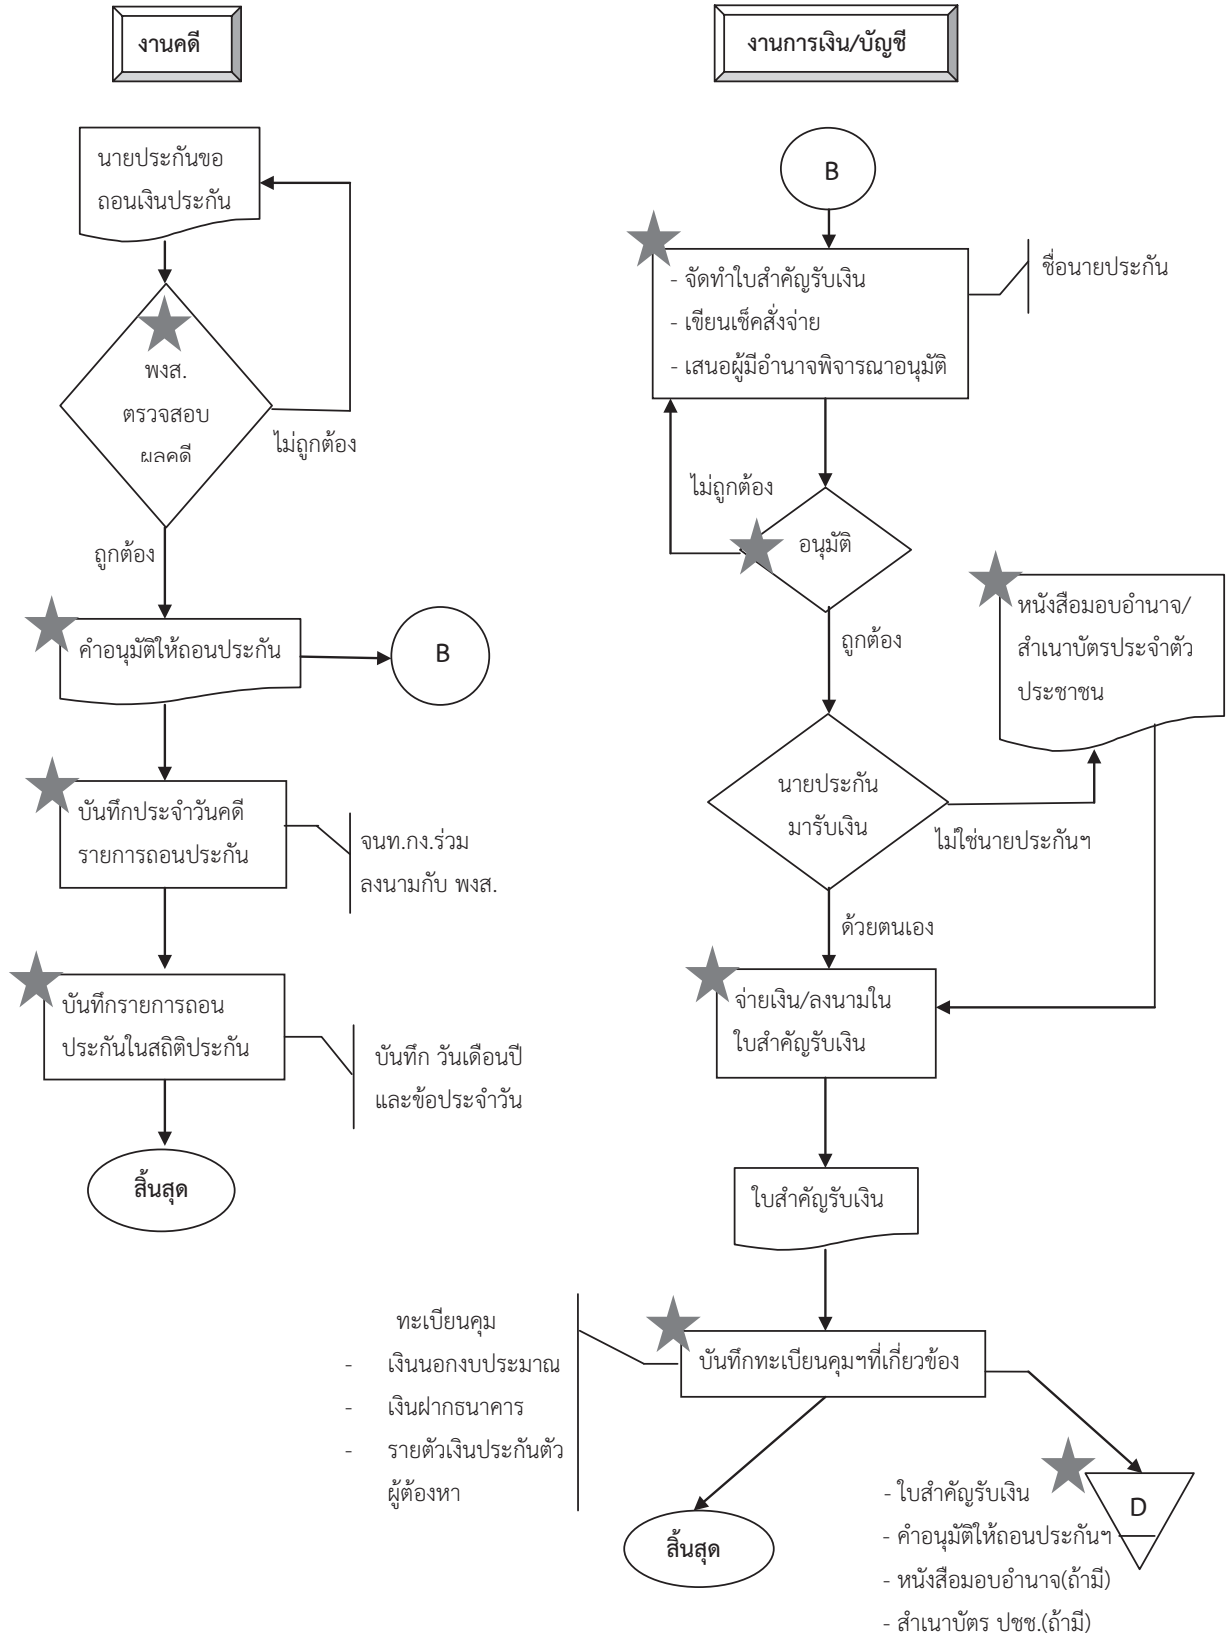 งานคดี
นายประกันขอ
ถอนเงินประกัน
พงส.
ตรวจสอบ
ผลคดี
ไม่ถูกต้อง
ถูกต้อง
คำอนุมัติให้ถอนประกัน
B
บันทึกประจำวันคดี
รายการถอนประกัน
จนท.กง.ร่วม
ลงนามกับ พงส.
บันทึกรายการถอน
ประกันในสถิติประกัน
บันทึก วันเดือนปี
และข้อประจำวัน
สิ้นสุด
งานการเงิน/บัญชี
B
- จัดทำใบสำคัญรับเงิน
- เขียนเช็คสั่งจ่าย
- เสนอผู้มีอำนาจพิจารณาอนุมัติ
ชื่อนายประกัน
ไม่ถูกต้อง
อนุมัติ
ถูกต้อง
หนังสือมอบอำนาจ/
สำเนาบัตรประจำตัว
ประชาชน
นายประกัน
มารับเงิน
ไม่ใช่นายประกันฯ
ด้วยตนเอง
จ่ายเงิน/ลงนามใน
ใบสำคัญรับเงิน
ใบสำคัญรับเงิน
ทะเบียนคุม
- เงินนอกงบประมาณ
- เงินฝากธนาคาร
- รายตัวเงินประกันตัว
ผู้ต้องหา
บันทึกทะเบียนคุมฯที่เกี่ยวข้อง
สิ้นสุด
D
- ใบสำคัญรับเงิน
- คำอนุมัติให้ถอนประกันฯ
- หนังสือมอบอำนาจ(ถ้ามี)
- สำเนาบัตร ปชช.(ถ้ามี)